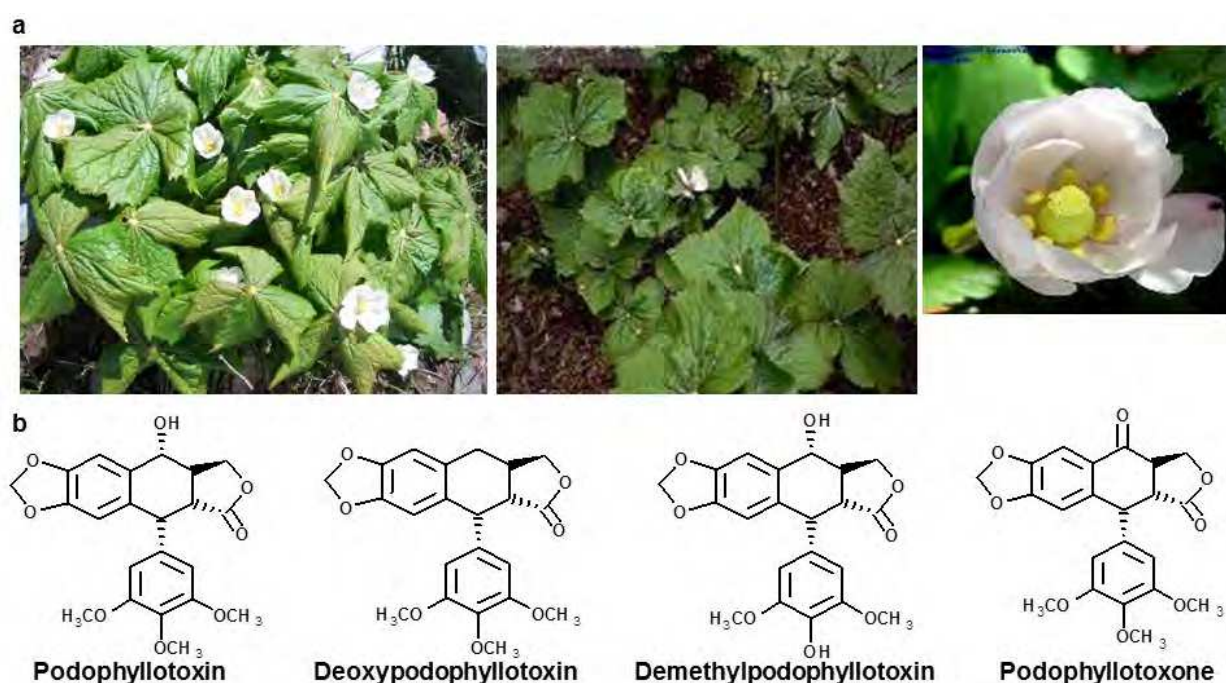 a
b
OH
O
O
O
O
H₃CO
OCH₃
OCH₃
Podophyllotoxin
O
O
O
O
H₃CO
OCH₃
OCH₃
Deoxypodophyllotoxin
OH
O
O
O
O
H₃CO
OCH₃
OH
Demethylpodophyllotoxin
O
O
O
O
O
H₃CO
OCH₃
OCH₃
Podophyllotoxone